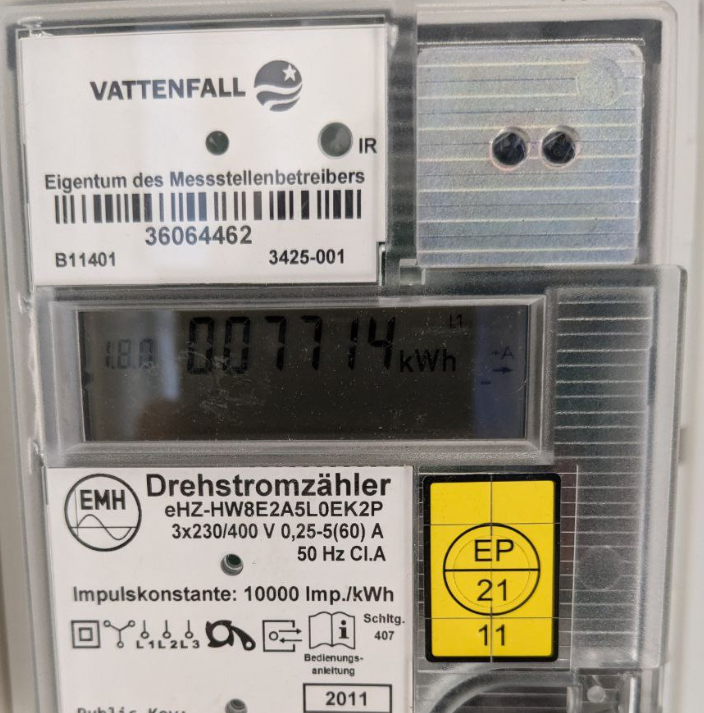 VATTENFALL
IR
Eigentum des Messstellenbetreibers
36064462
B11401 3425-001
L1
1.8.0 007714 kWh +A
EMH
Drehstromzähler
eHZ-HW8E2A5L0EK2P
3x230/400 V 0,25-5(60) A
50 Hz Cl.A
Impulskonstante: 10000 Imp./kWh
L1 L2 L3
i
Schltg.
407
Bedienungs-
anleitung
2011
Public Key:
EP
21
11